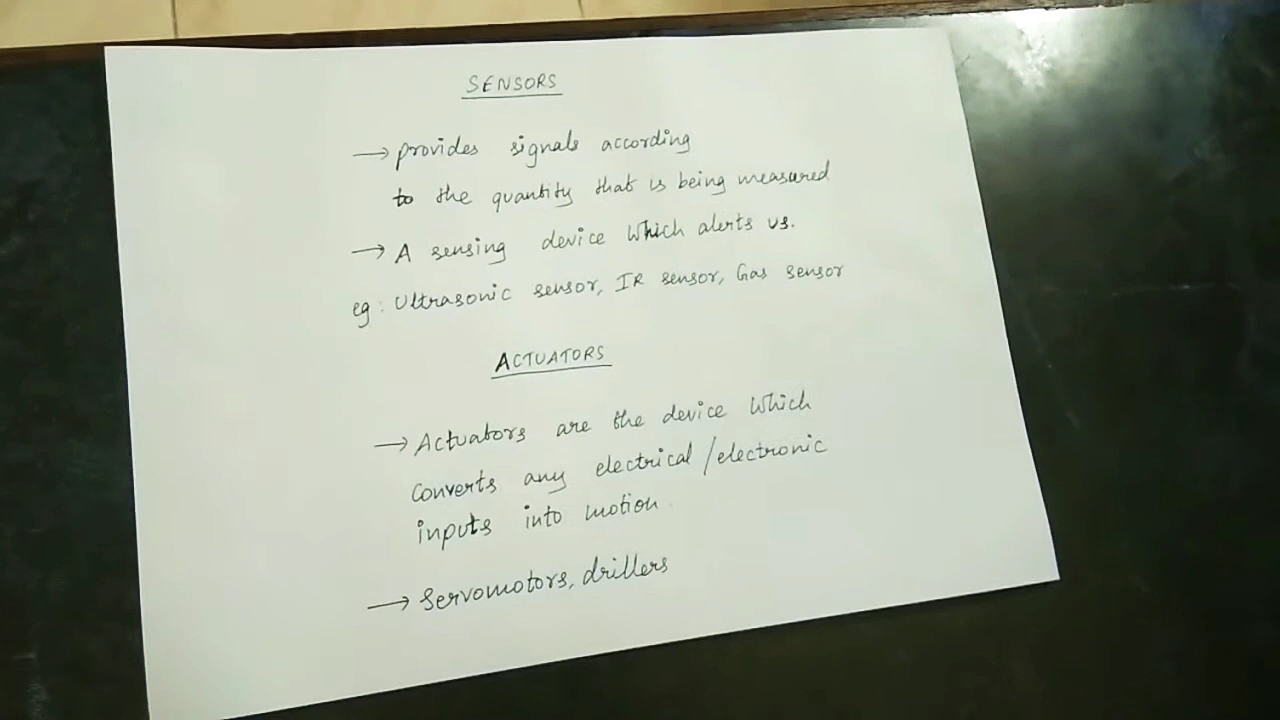 SENSORS
→ provides signals according
to the quantity that is being measured
→ A sensing device which alerts us.
eg: Ultrasonic sensor, IR sensor, Gas sensor
ACTUATORS
→ Actuators are the device which
converts any electrical/electronic
inputs into motion
→ Servomotors, drillers